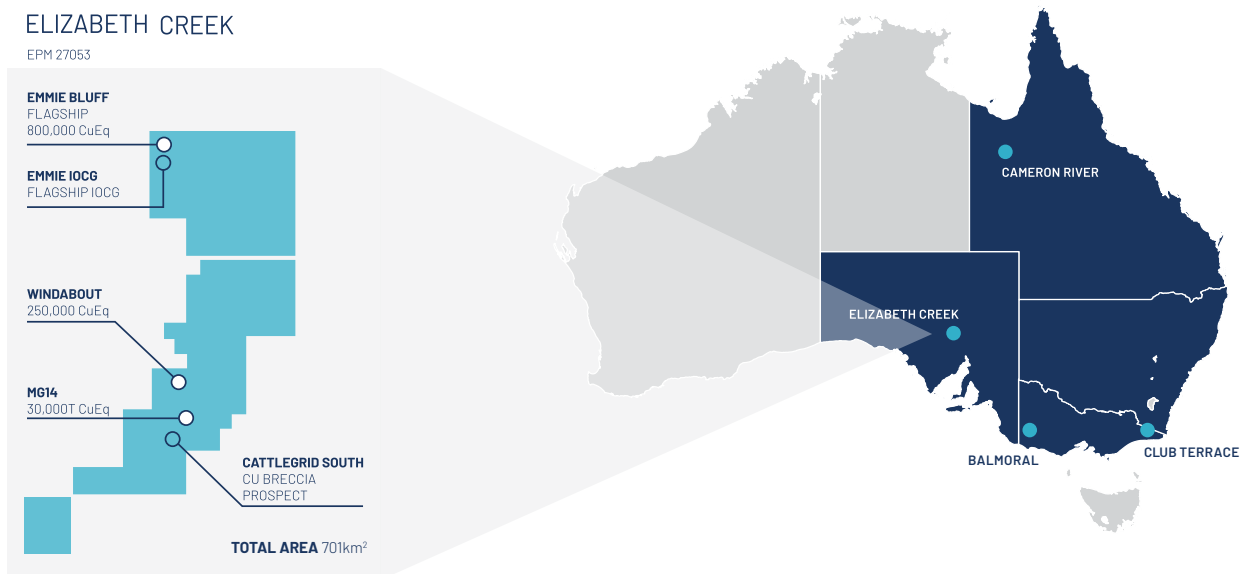 ELIZABETH CREEK
EPM 27053
EMMIE BLUFF
FLAGSHIP
800,000 CuEq
EMMIE IOCG
FLAGSHIP IOCG
WINDABOUT
250,000 CuEq
MG14
30,000T CuEq
CATTLEGRID SOUTH
CU BRECCIA
PROSPECT
TOTAL AREA 701km²
CAMERON RIVER
ELIZABETH CREEK
BALMORAL
CLUB TERRACE